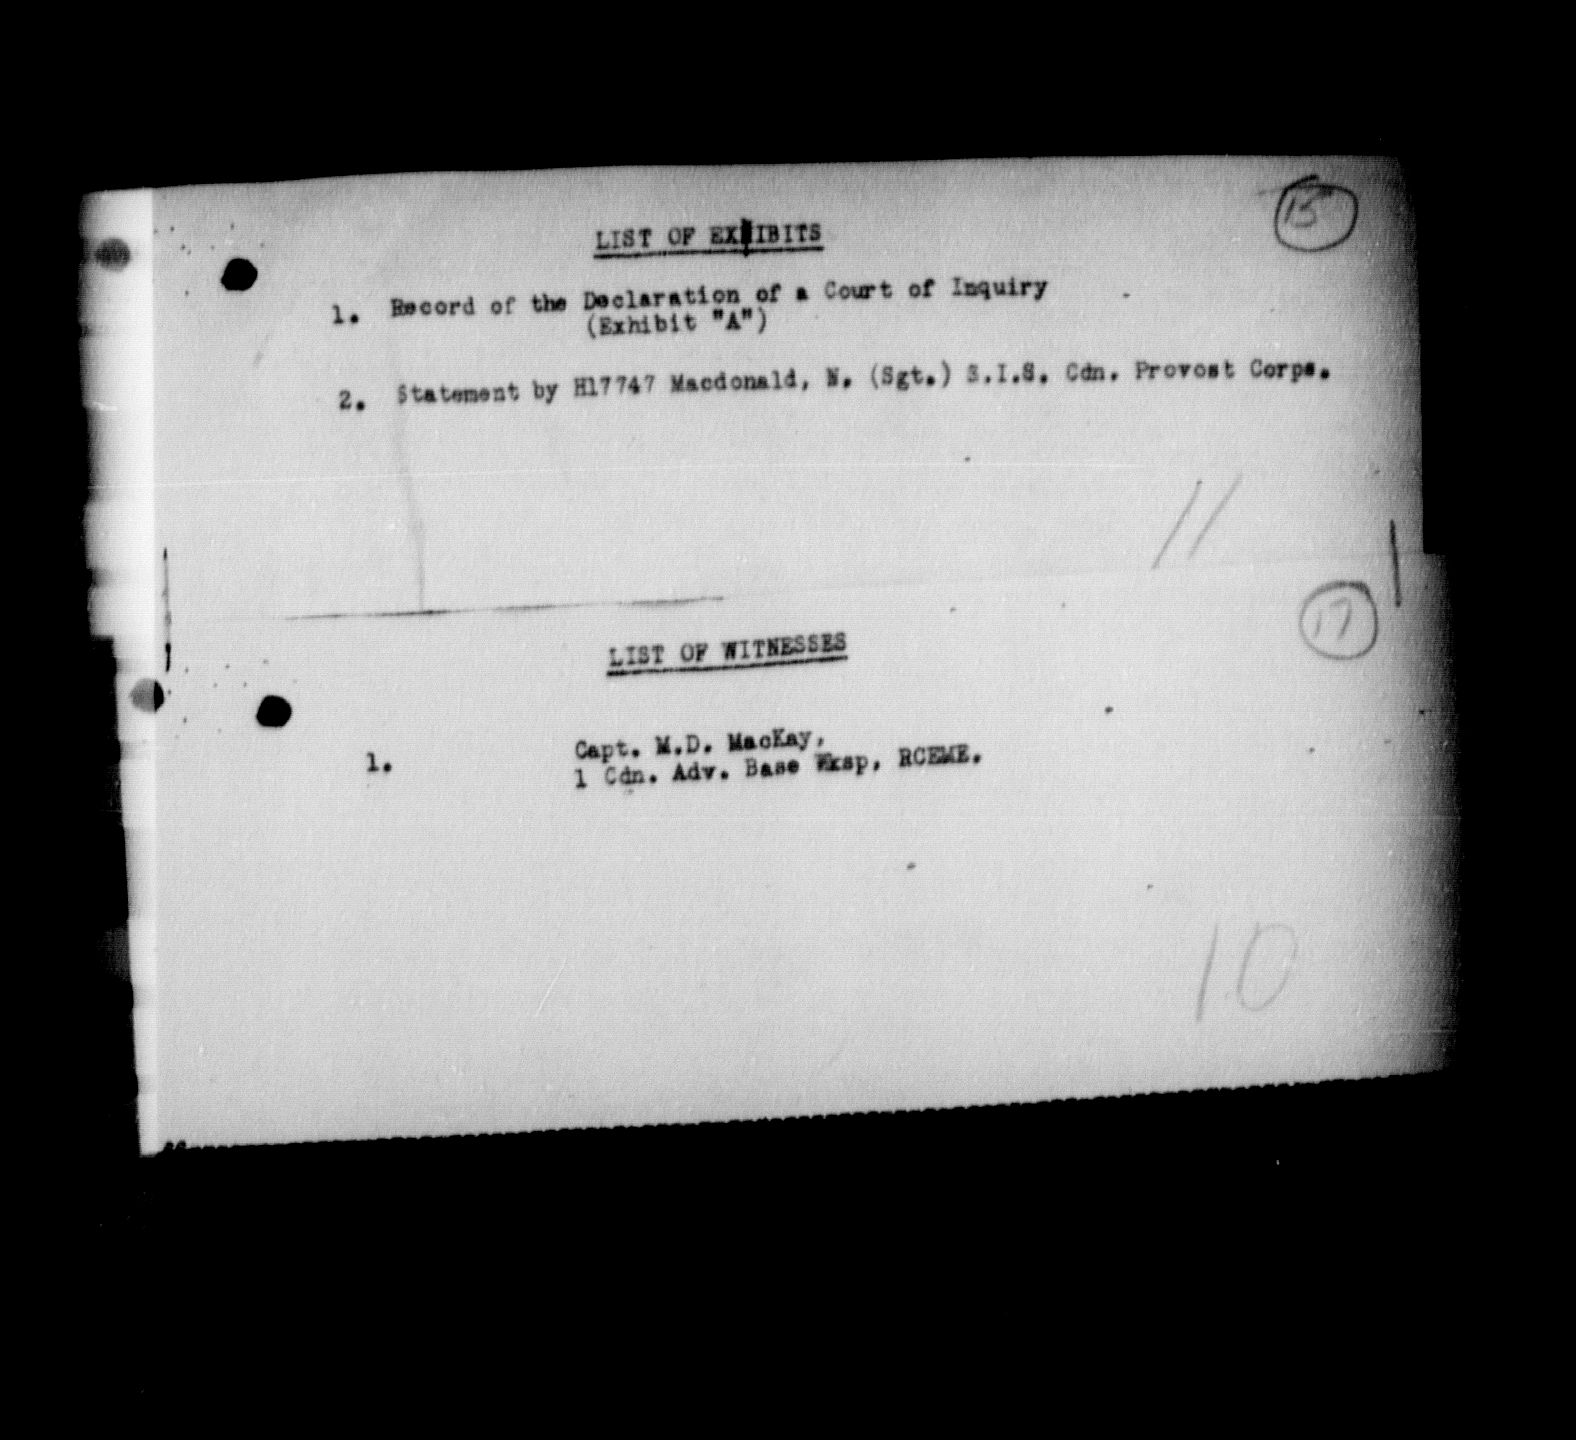 15
LIST OF EXHIBITS
1. Record of the Declaration of a Court of Inquiry
(Exhibit "A")
2. Statement by H17747 Macdonald, N. (Sgt.) S.I.S. Cdn. Provost Corps.
11
17
LIST OF WITNESSES
1. Capt. M.D. MacKay,
1 Cdn. Adv. Base Wksp, RCEME.
10